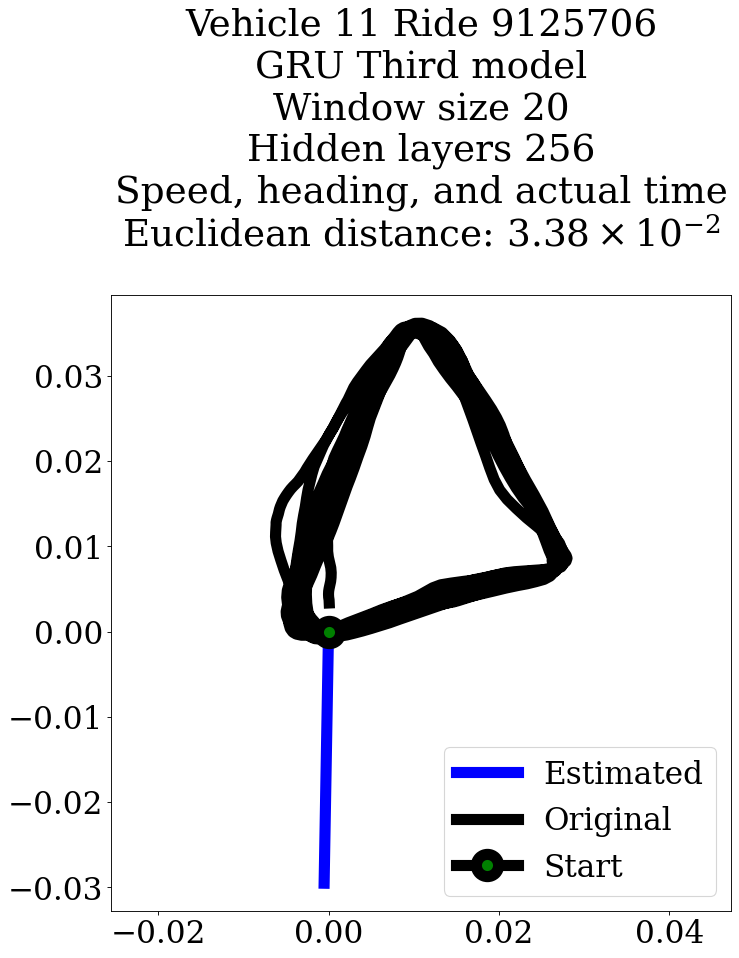 Vehicle 11 Ride 9125706
GRU Third model
Window size 20
Hidden layers 256
Speed, heading, and actual time
Euclidean distance: 3.38 × 10⁻²
0.03
0.02
0.01
0.00
−0.01
−0.02
−0.03
Estimated
Original
Start
−0.02 0.00 0.02 0.04